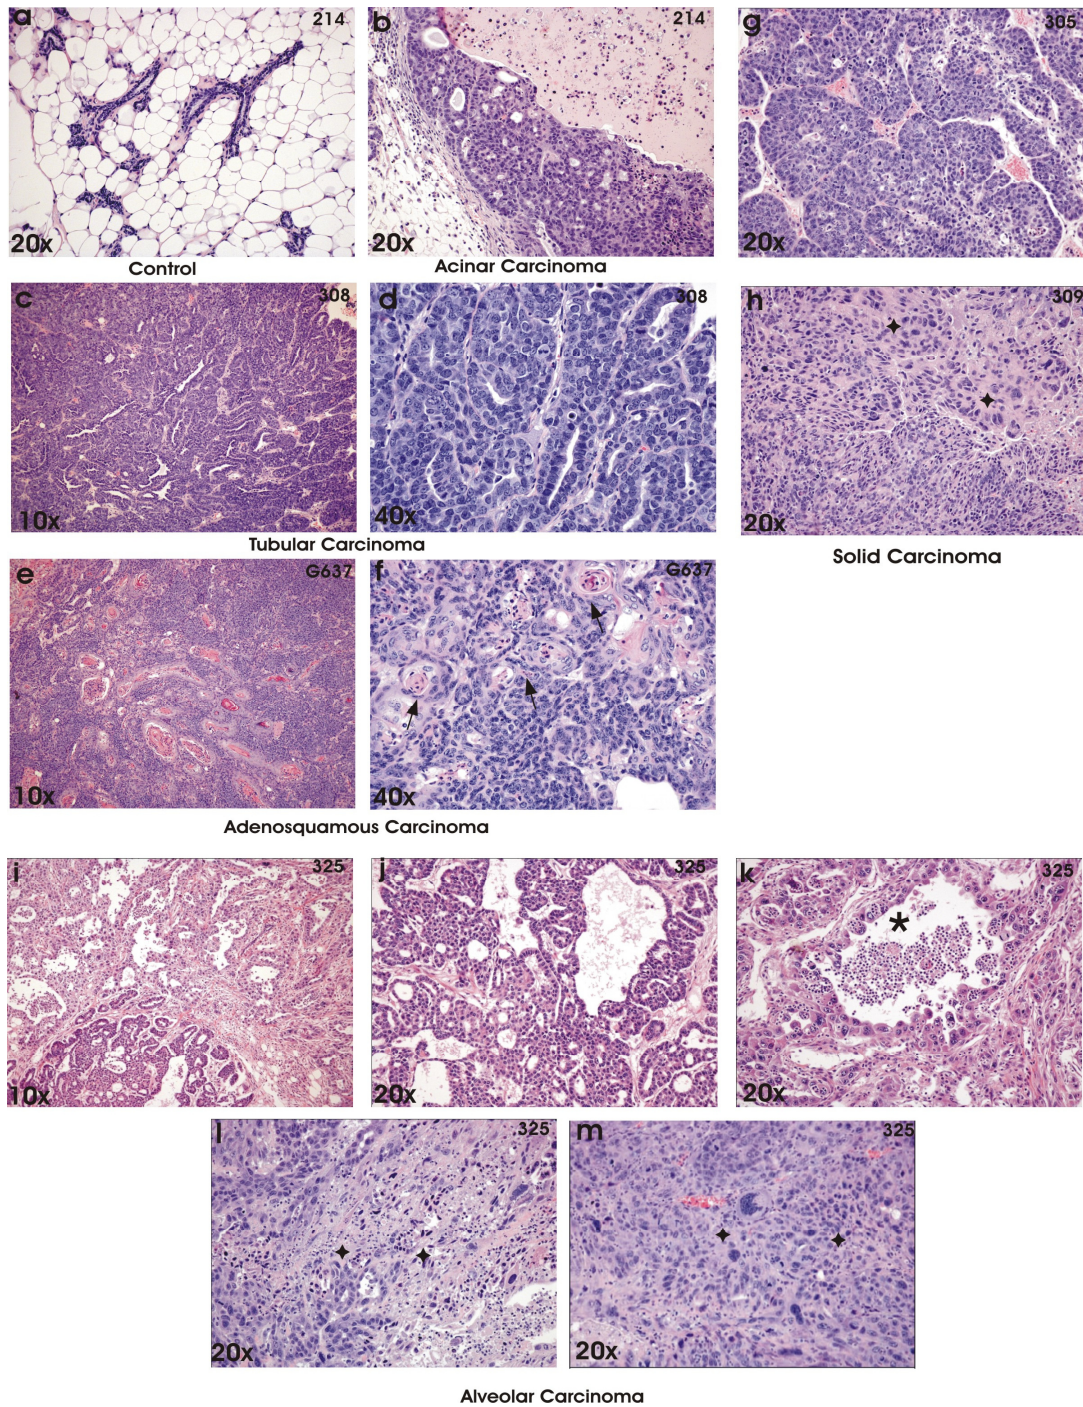 a 214
20x
Control
b 214
20x
Acinar Carcinoma
g 305
20x
c 308
10x
d 308
40x
Tubular Carcinoma
h 309
20x
Solid Carcinoma
e G637
10x
f G637
40x
Adenosquamous Carcinoma
i 325
10x
j 325
20x
k 325
*
20x
l 325
20x
m 325
20x
Alveolar Carcinoma